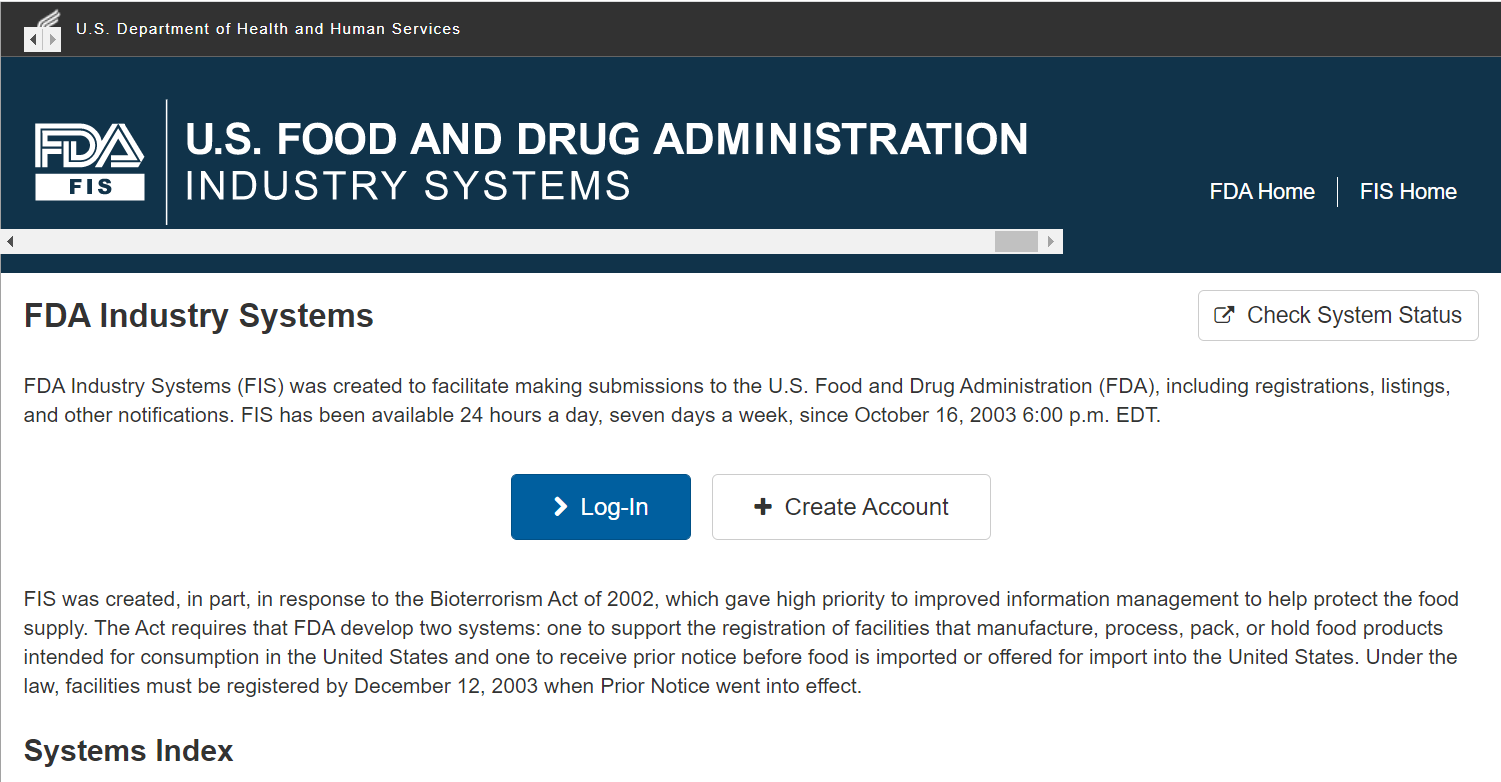 U.S. Department of Health and Human Services
FDA
FIS
U.S. FOOD AND DRUG ADMINISTRATION
INDUSTRY SYSTEMS
FDA Home
FIS Home
FDA Industry Systems
Check System Status
FDA Industry Systems (FIS) was created to facilitate making submissions to the U.S. Food and Drug Administration (FDA), including registrations, listings,
and other notifications. FIS has been available 24 hours a day, seven days a week, since October 16, 2003 6:00 p.m. EDT.
Log-In
Create Account
FIS was created, in part, in response to the Bioterrorism Act of 2002, which gave high priority to improved information management to help protect the food
supply. The Act requires that FDA develop two systems: one to support the registration of facilities that manufacture, process, pack, or hold food products
intended for consumption in the United States and one to receive prior notice before food is imported or offered for import into the United States. Under the
law, facilities must be registered by December 12, 2003 when Prior Notice went into effect.
Systems Index